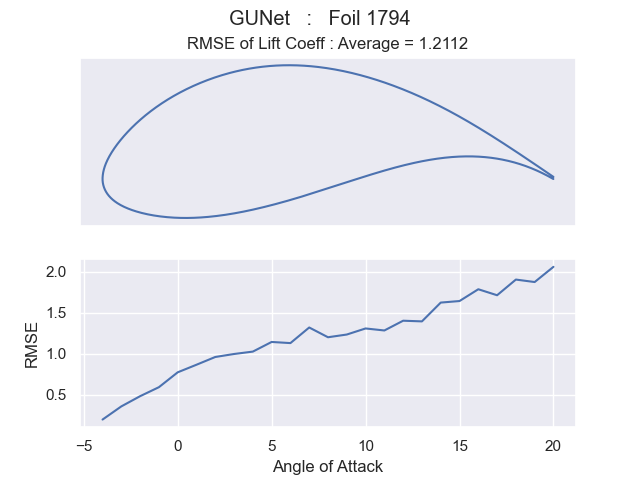 GUNet   :   Foil 1794
RMSE of Lift Coeff : Average = 1.2112
2.0
1.5
1.0
0.5
RMSE
−5
0
5
10
15
20
Angle of Attack